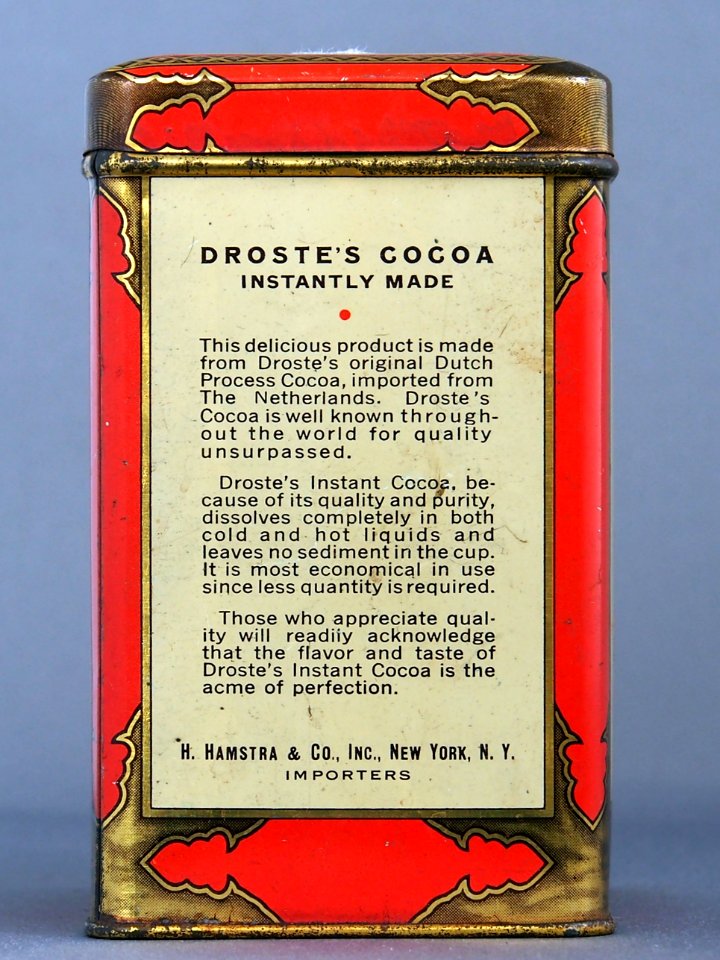 DROSTE'S COCOA
INSTANTLY MADE
This delicious product is made
from Droste's original Dutch
Process Cocoa, imported from
The Netherlands. Droste's
Cocoa is well known through-
out the world for quality
unsurpassed.
Droste's Instant Cocoa, be-
cause of its quality and purity,
dissolves completely in both
cold and hot liquids and
leaves no sediment in the cup.
It is most economical in use
since less quantity is required.
Those who appreciate qual-
ity will readily acknowledge
that the flavor and taste of
Droste's Instant Cocoa is the
acme of perfection.
H. HAMSTRA & CO., INC., NEW YORK, N. Y.
IMPORTERS